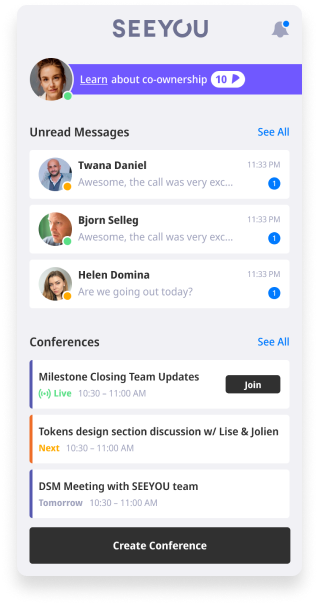 SEEYOU
Learn about co-ownership 10
Unread Messages See All
Twana Daniel 11:33 PM
Awesome, the call was very exc... 1
Bjorn Selleg 11:33 PM
Awesome, the call was very exc... 1
Helen Domina 11:33 PM
Are we going out today? 1
Conferences See All
Milestone Closing Team Updates
Live 10:30 – 11:00 AM Join
Tokens design section discussion w/ Lise & Jolien
Next 10:30 – 11:00 AM
DSM Meeting with SEEYOU team
Tomorrow 10:30 – 11:00 AM
Create Conference